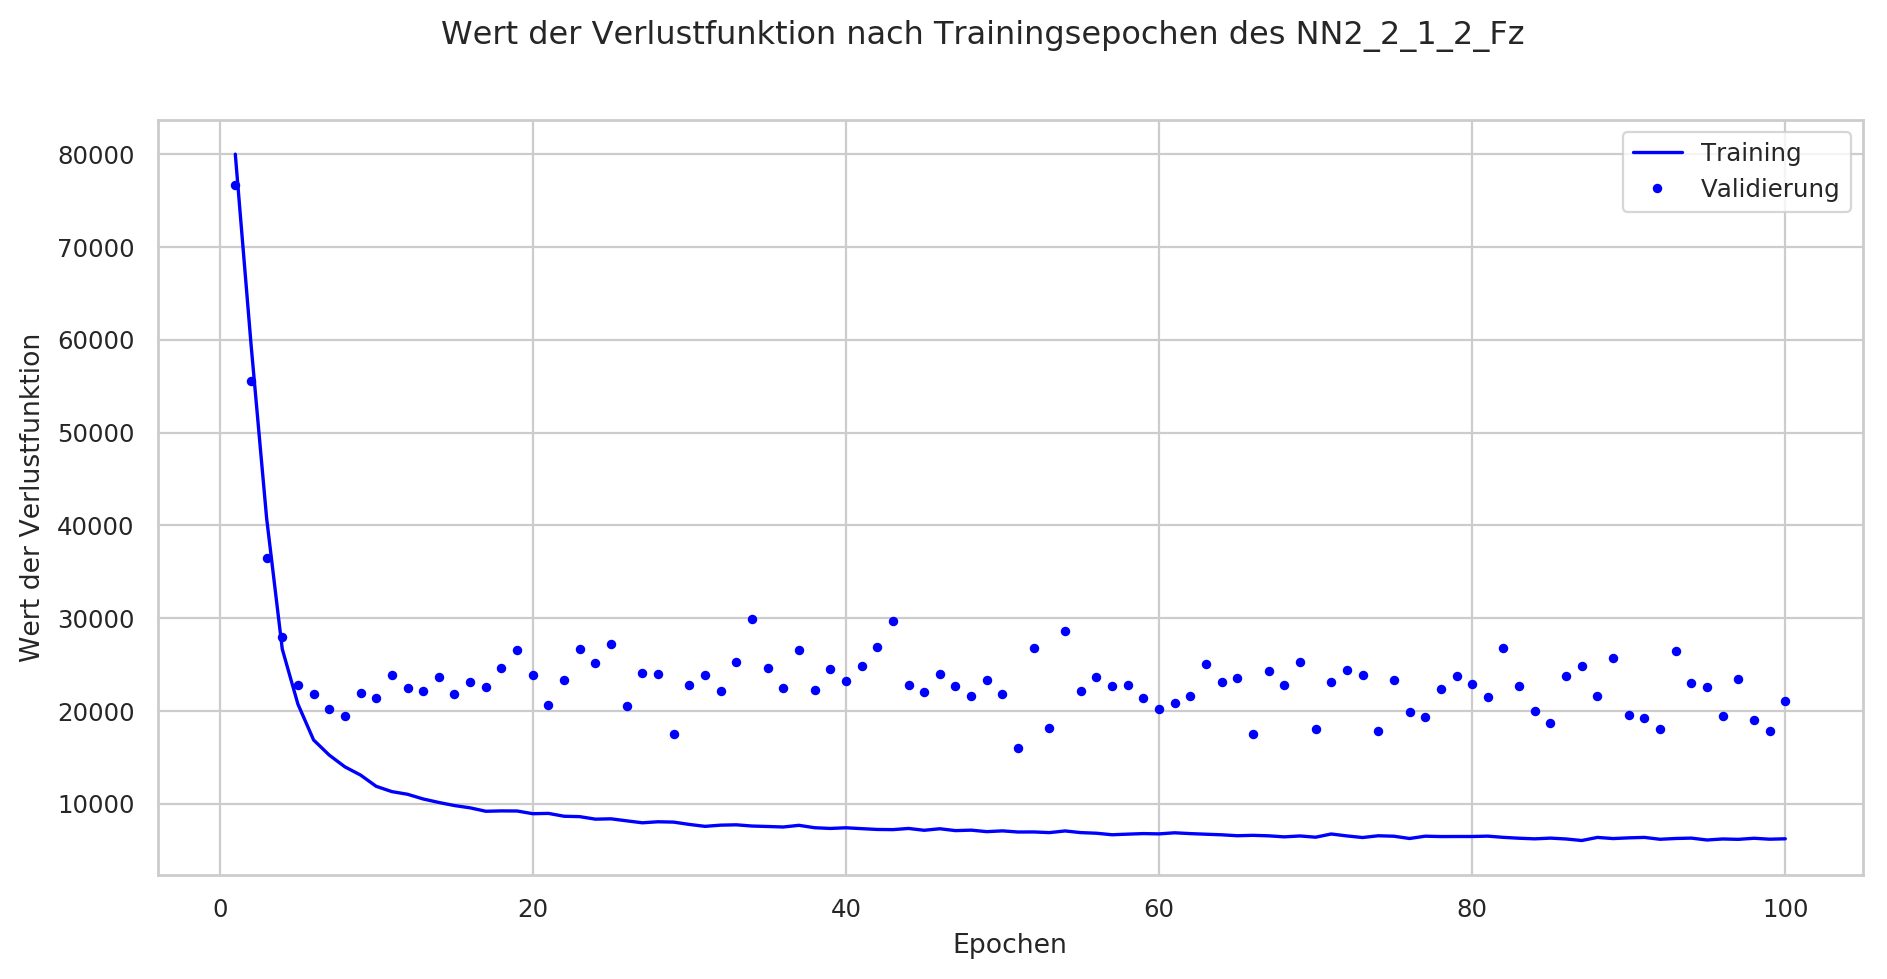 Wert der Verlustfunktion nach Trainingsepochen des NN2_2_1_2_Fz
Training
Validierung
Wert der Verlustfunktion
80000
70000
60000
50000
40000
30000
20000
10000
0 20 40 60 80 100
Epochen